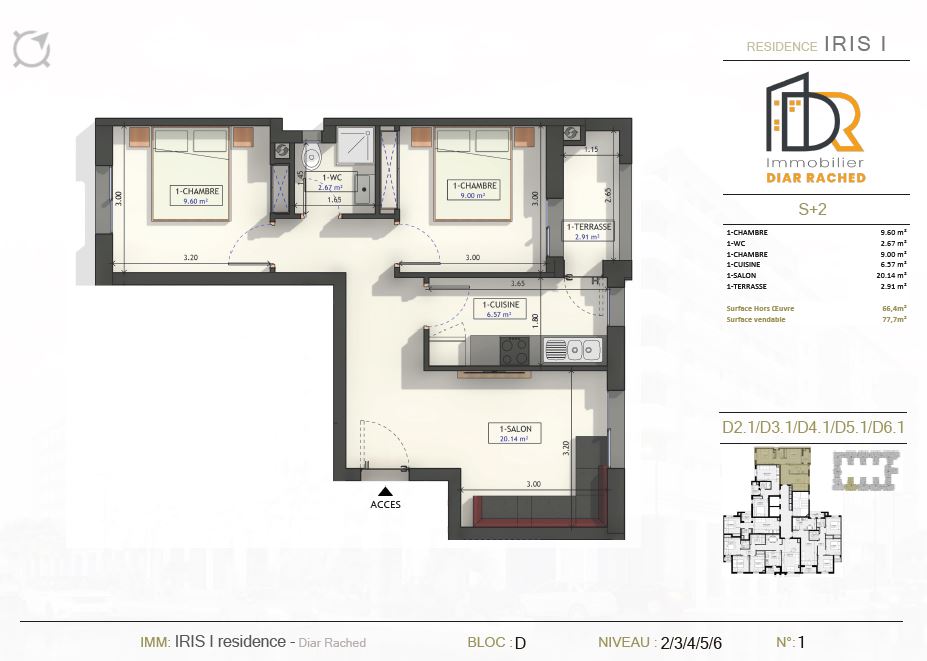 RESIDENCE IRIS I
Immobilier
DIAR RACHED
S+2
1-CHAMBRE 9.60 m²
1-WC 2.67 m²
1-CHAMBRE 9.00 m²
1-CUISINE 6.57 m²
1-SALON 20.14 m²
1-TERRASSE 2.91 m²
Surface Hors Œuvre 66,4m²
Surface vendable 77,7m²
D2.1/D3.1/D4.1/D5.1/D6.1
1-CHAMBRE
9.60 m²
3.00
3.20
1-WC
2.67 m²
1.45
1.65
1-CHAMBRE
9.00 m²
3.00
3.00
1.15
2.65
1-TERRASSE
2.91 m²
3.65
1-CUISINE
6.57 m²
1.80
1-SALON
20.14 m²
3.20
3.00
ACCES
IMM: IRIS I residence - Diar Rached
BLOC : D
NIVEAU : 2/3/4/5/6
N°: 1